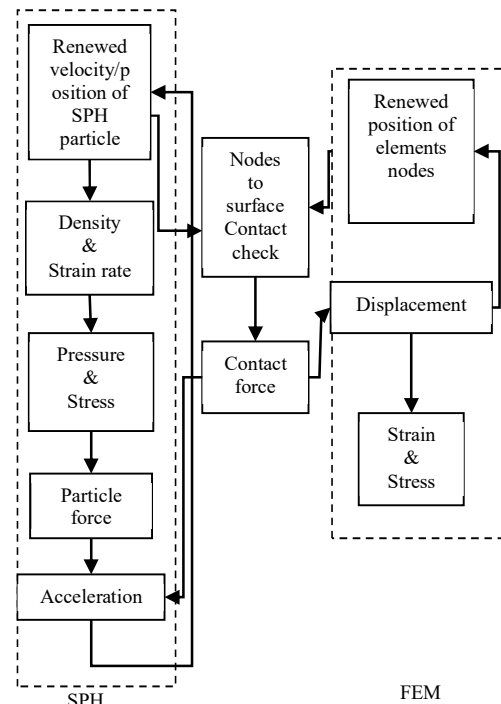 Renewed
velocity/p
osition of
SPH
particle
Density
&
Strain rate
Pressure
&
Stress
Particle
force
Acceleration
SPH
Nodes
to
surface
Contact
check
Contact
force
Renewed
position of
elements
nodes
Displacement
Strain
&
Stress
FEM